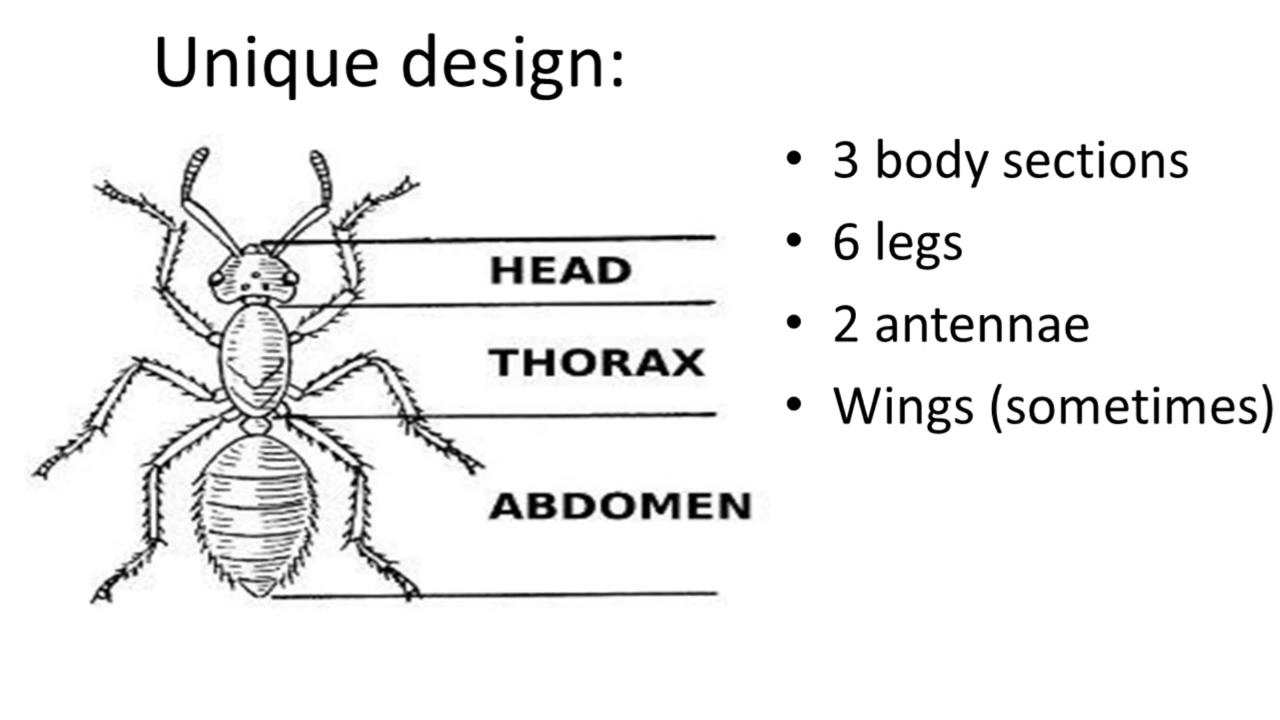 Unique design:
HEAD
THORAX
ABDOMEN
• 3 body sections
• 6 legs
• 2 antennae
• Wings (sometimes)